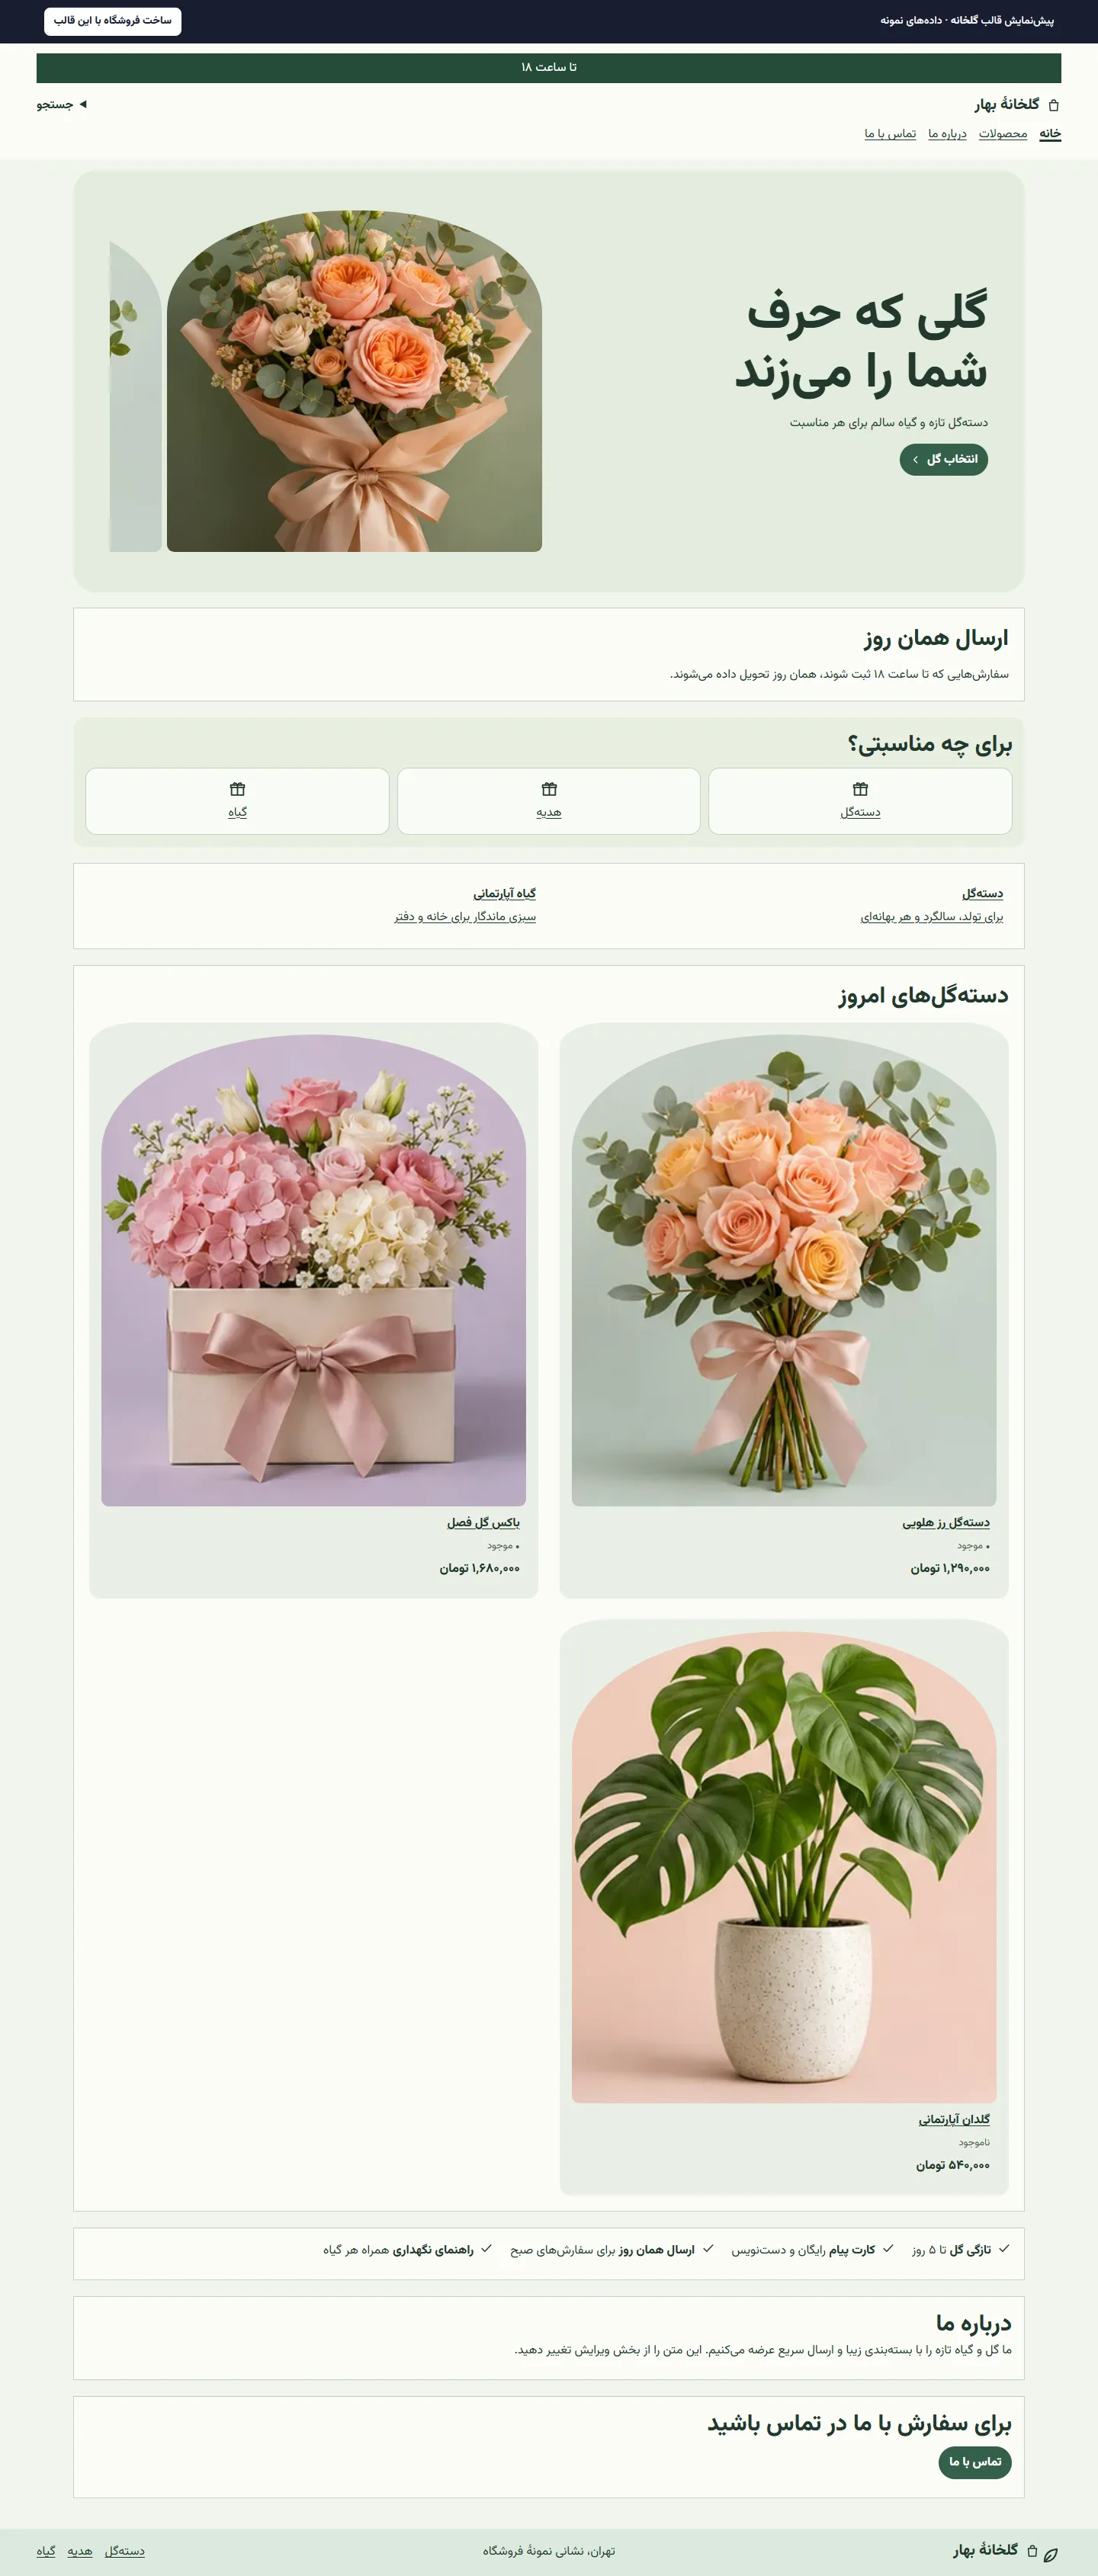 پیش‌نمایش قالب گلخانه · داده‌های نمونه
ساخت فروشگاه با این قالب
تا ساعت ۱۸
گلخانهٔ بهار
جستجو
خانه محصولات درباره ما تماس با ما
گلی که حرف
شما را می‌زند
دسته‌گل تازه و گیاه سالم برای هر مناسبت
انتخاب گل
ارسال همان روز
سفارش‌هایی که تا ساعت ۱۸ ثبت شوند، همان روز تحویل داده می‌شوند.
برای چه مناسبتی؟
دسته‌گل
هدیه
گیاه
دسته‌گل
برای تولد، سالگرد و هر بهانه‌ای
گیاه آپارتمانی
سبزی ماندگار برای خانه و دفتر
دسته‌گل‌های امروز
دسته‌گل رز هلویی
• موجود
۱,۲۹۰,۰۰۰ تومان
باکس گل فصل
• موجود
۱,۶۸۰,۰۰۰ تومان
گلدان آپارتمانی
ناموجود
۵۴۰,۰۰۰ تومان
تازگی گل تا ۵ روز
کارت پیام رایگان و دست‌نویس
ارسال همان روز برای سفارش‌های صبح
راهنمای نگهداری همراه هر گیاه
درباره ما
ما گل و گیاه تازه را با بسته‌بندی زیبا و ارسال سریع عرضه می‌کنیم. این متن را از بخش ویرایش تغییر دهید.
برای سفارش با ما در تماس باشید
تماس با ما
گلخانهٔ بهار
تهران، نشانی نمونهٔ فروشگاه
دسته‌گل هدیه گیاه